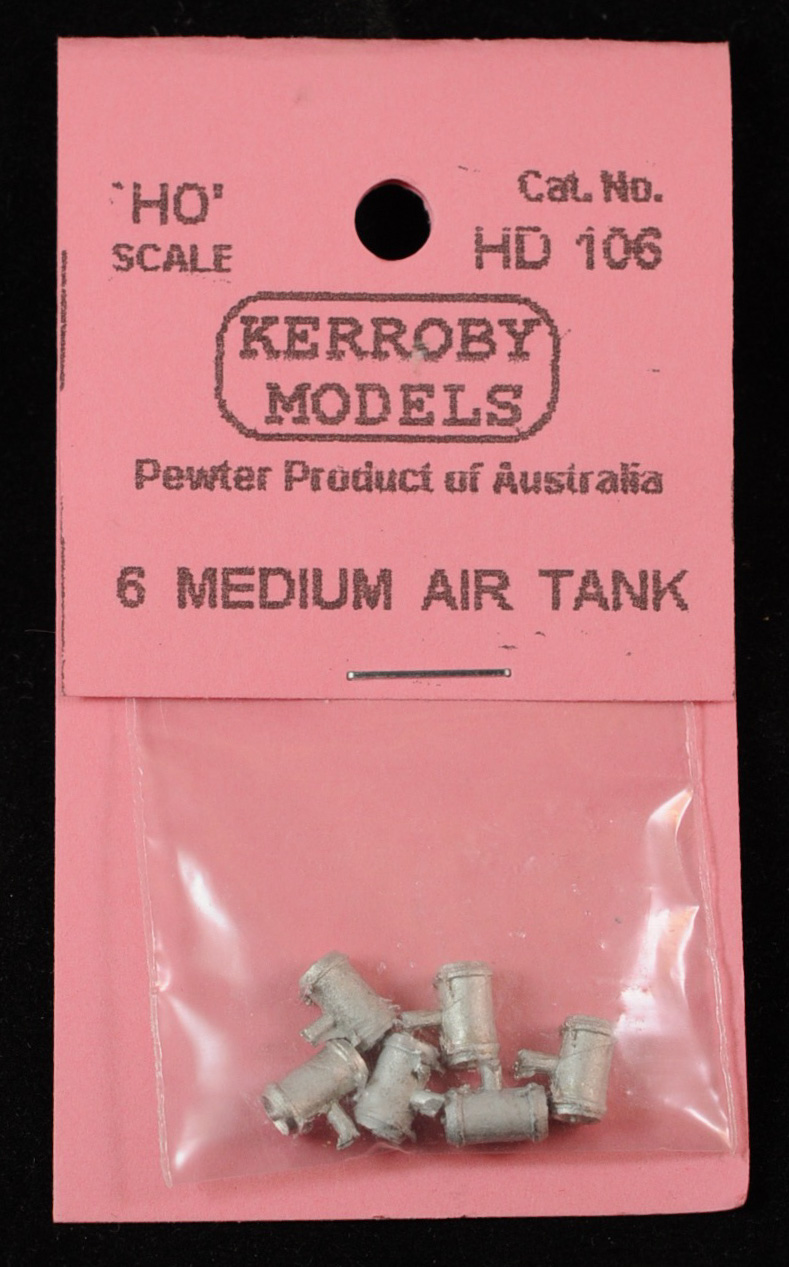 'HO'
SCALE
Cat. No.
HD 106
KERROBY
MODELS
Pewter Product of Australia
6 MEDIUM AIR TANK